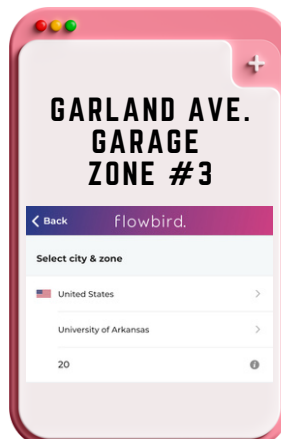 GARLAND AVE.
GARAGE
ZONE #3
Back flowbird.
Select city & zone
United States
University of Arkansas
20